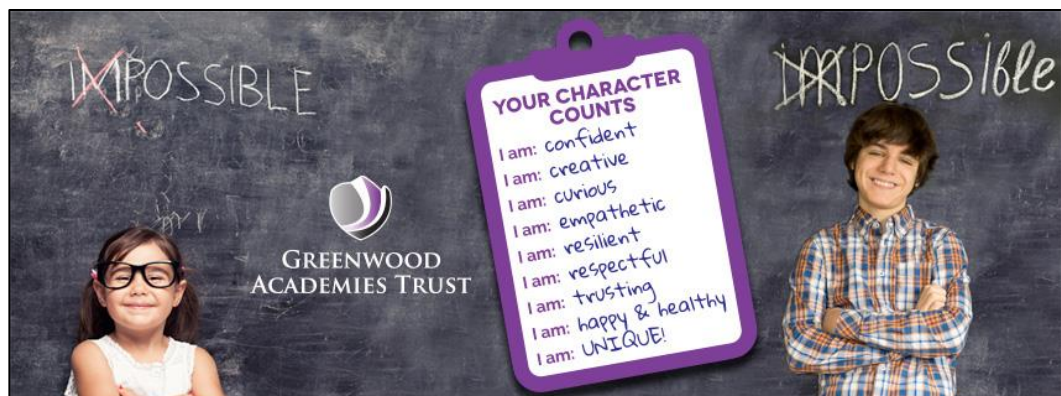 IMPOSSIBLE
GREENWOOD
ACADEMIES TRUST
YOUR CHARACTER
COUNTS
I am: confident
I am: creative
I am: curious
I am: empathetic
I am: resilient
I am: respectful
I am: trusting
I am: happy & healthy
I am: UNIQUE!
IMPOSSIble